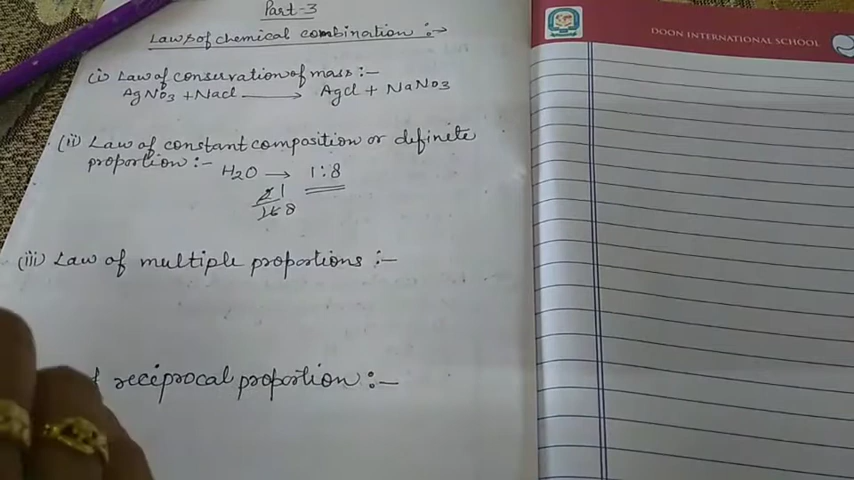 Part-3
Laws of Chemical combination :→
(i) Law of conservation of mass :-
AgNO3 + NaCl → AgCl + NaNO3
(ii) Law of constant composition or definite
proportion :- H2O → 1:8
2 1
16 8
(iii) Law of multiple proportions :-
reciprocal proportion :-
DOON INTERNATIONAL SCHOOL